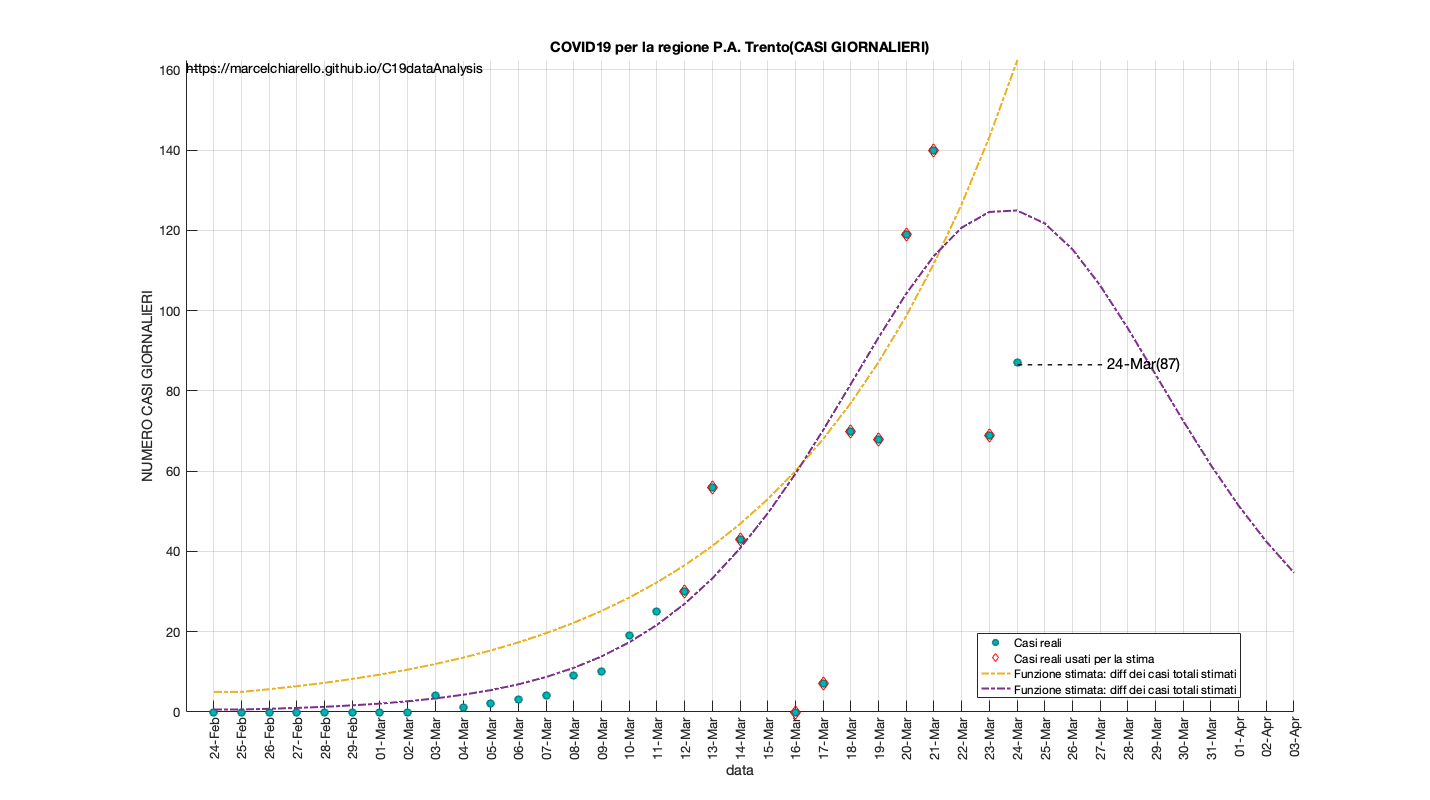 COVID19 per la regione P.A. Trento(CASI GIORNALIERI)
https://marcelchiarello.github.io/C19dataAnalysis
NUMERO CASI GIORNALIERI
160
140
120
100
80
60
40
20
0
24-Mar(87)
Casi reali
Casi reali usati per la stima
Funzione stimata: diff dei casi totali stimati
Funzione stimata: diff dei casi totali stimati
24-Feb
25-Feb
26-Feb
27-Feb
28-Feb
29-Feb
01-Mar
02-Mar
03-Mar
04-Mar
05-Mar
06-Mar
07-Mar
08-Mar
09-Mar
10-Mar
11-Mar
12-Mar
13-Mar
14-Mar
15-Mar
16-Mar
17-Mar
18-Mar
19-Mar
20-Mar
21-Mar
22-Mar
23-Mar
24-Mar
25-Mar
26-Mar
27-Mar
28-Mar
29-Mar
30-Mar
31-Mar
01-Apr
02-Apr
03-Apr
data